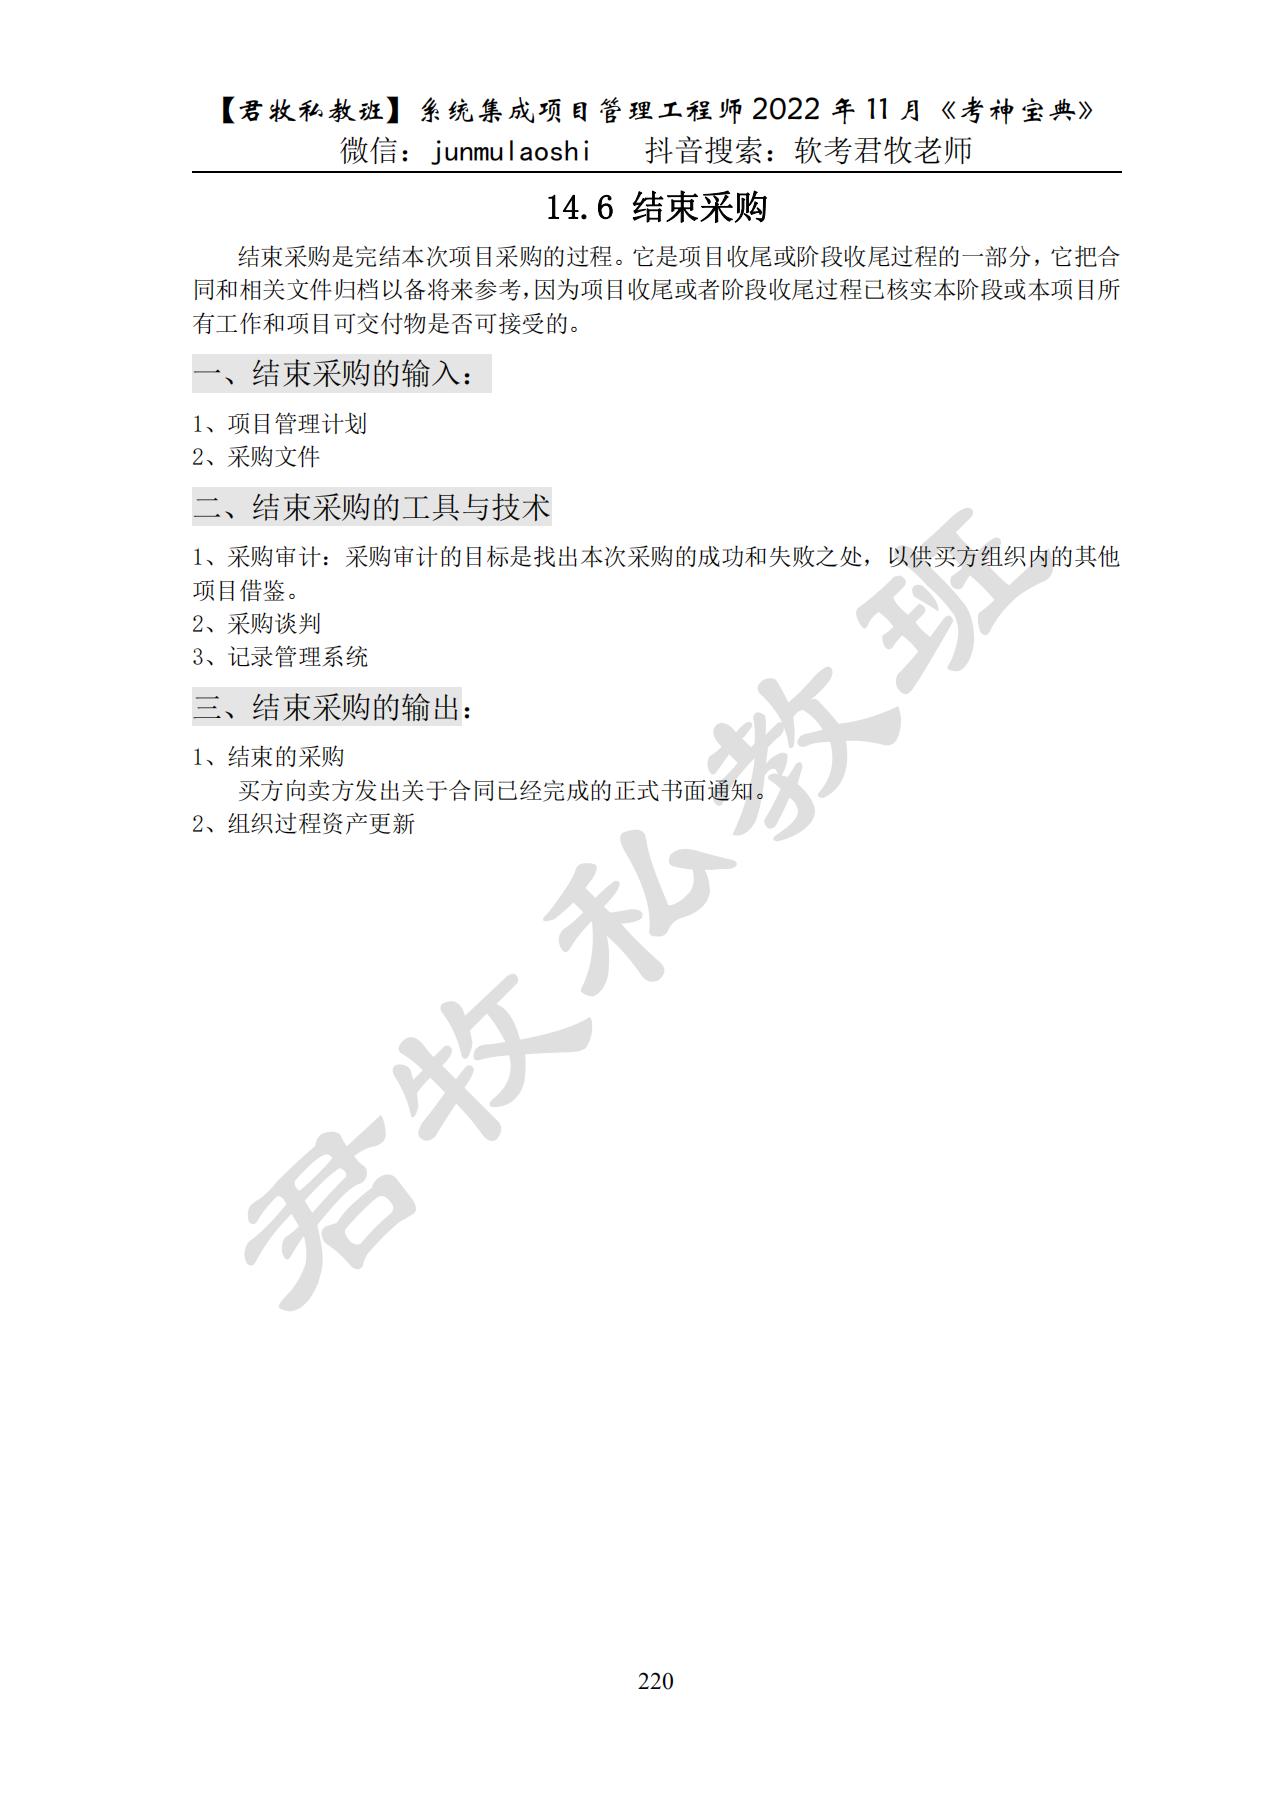 【君牧私教班】系统集成项目管理工程师 2022 年 11 月《考神宝典》
微信：junmulaoshi 抖音搜索：软考君牧老师
14.6 结束采购
结束采购是完结本次项目采购的过程。它是项目收尾或阶段收尾过程的一部分，它把合
同和相关文件归档以备将来参考，因为项目收尾或者阶段收尾过程已核实本阶段或本项目所
有工作和项目可交付物是否可接受的。
一、结束采购的输入：
1、项目管理计划
2、采购文件
二、结束采购的工具与技术
1、采购审计：采购审计的目标是找出本次采购的成功和失败之处，以供买方组织内的其他
项目借鉴。
2、采购谈判
3、记录管理系统
三、结束采购的输出：
1、结束的采购
买方向卖方发出关于合同已经完成的正式书面通知。
2、组织过程资产更新
君牧私教班
220